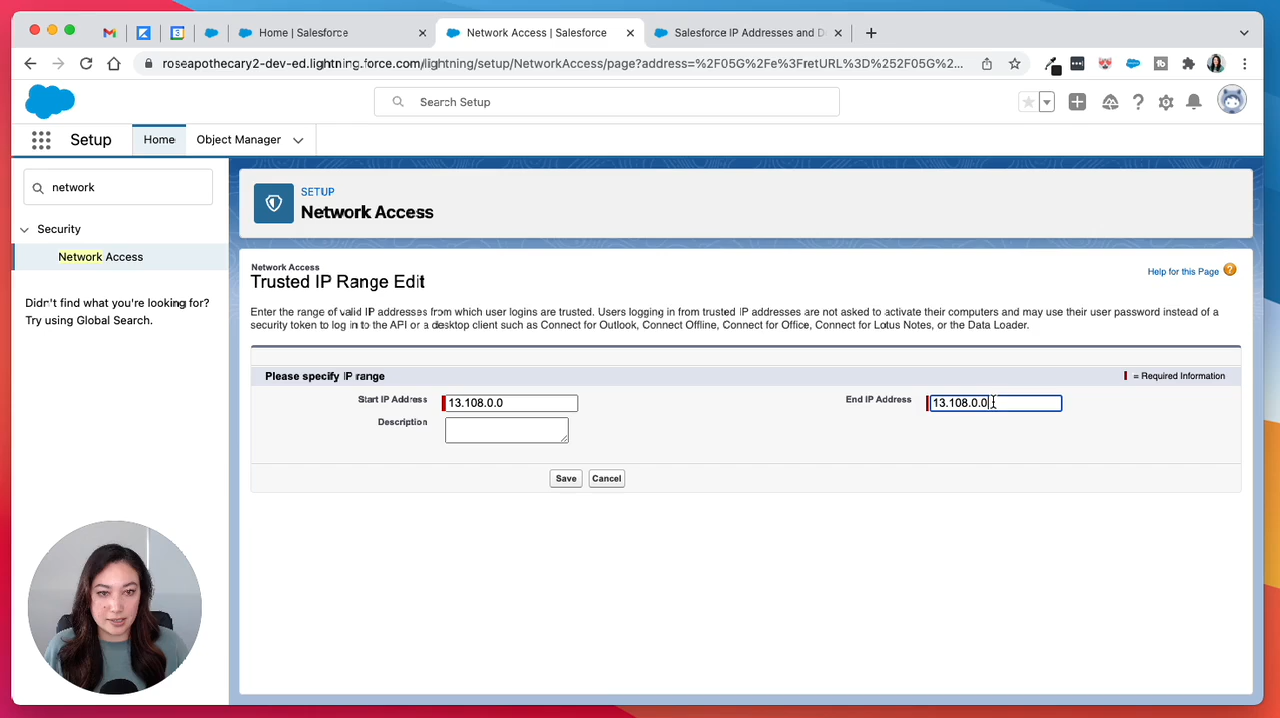 Home | Salesforce
Network Access | Salesforce
Salesforce IP Addresses and D
roseapothecary2-dev-ed.lightning.force.com/lightning/setup/NetworkAccess/page?address=%2F05G%2Fe%3FretURL%3D%252F05G%2...
Search Setup
Setup
Home
Object Manager
network
Security
Network Access
Didn't find what you're looking for?
Try using Global Search.
SETUP
Network Access
Network Access
Trusted IP Range Edit
Help for this Page
Enter the range of valid IP addresses from which user logins are trusted. Users logging in from trusted IP addresses are not asked to activate their computers and may use their user password instead of a
security token to log in to the API or a desktop client such as Connect for Outlook, Connect Offline, Connect for Office, Connect for Lotus Notes, or the Data Loader.
Please specify IP range
= Required Information
Start IP Address
13.108.0.0
End IP Address
13.108.0.0
Description
Save
Cancel